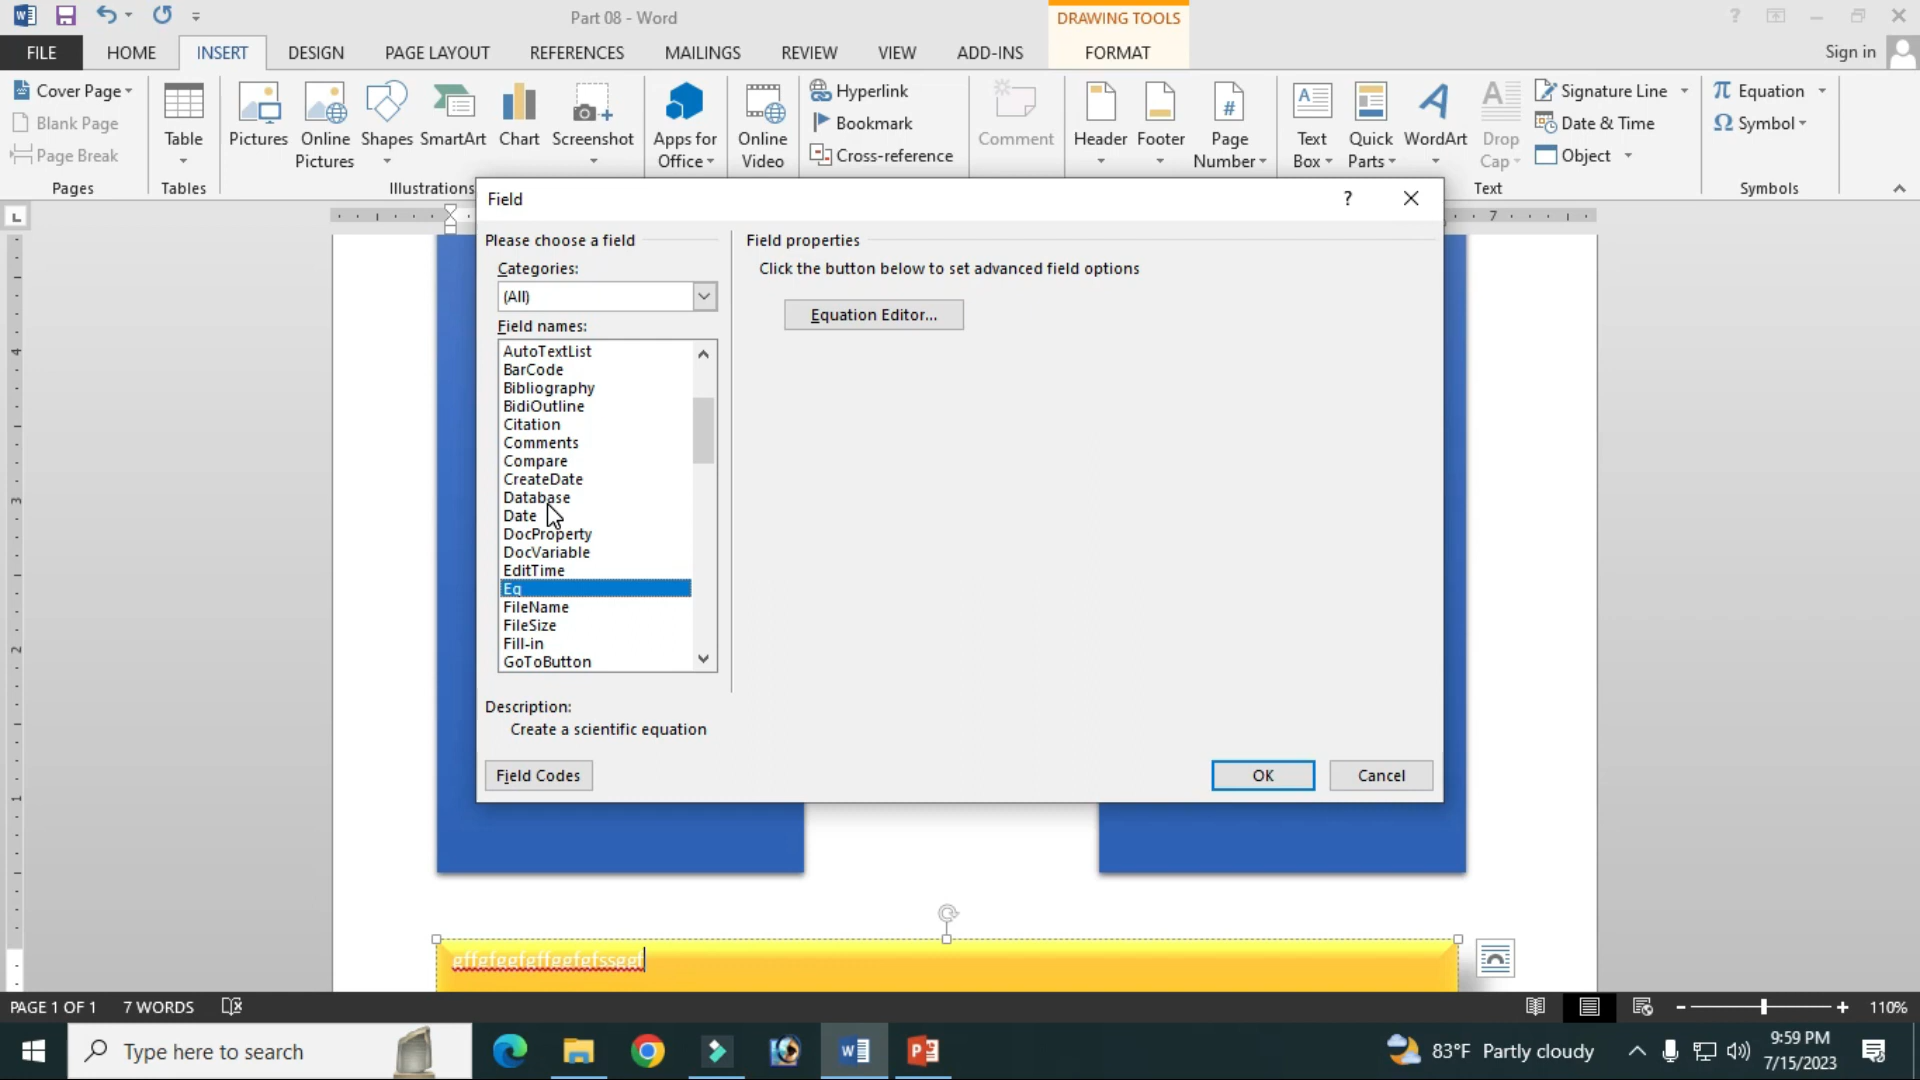 Part 08 - Word
DRAWING TOOLS
FILE HOME INSERT DESIGN PAGE LAYOUT REFERENCES MAILINGS REVIEW VIEW ADD-INS FORMAT Sign in
Cover Page
Blank Page
Page Break
Pages
Table
Tables
Pictures
Online Pictures
Shapes
SmartArt
Chart
Screenshot
Illustrations
Apps for Office
Online Video
Hyperlink
Bookmark
Cross-reference
Comment
Header
Footer
Page Number
Text Box
Quick Parts
WordArt
Drop Cap
Signature Line
Date & Time
Object
Text
Equation
Symbol
Symbols
7
4
3
2
1
Field
?
Please choose a field
Categories:
(All)
Field names:
AutoTextList
BarCode
Bibliography
BidiOutline
Citation
Comments
Compare
CreateDate
Database
Date
DocProperty
DocVariable
EditTime
Eq
FileName
FileSize
Fill-in
GoToButton
Field properties
Click the button below to set advanced field options
Equation Editor...
Description:
Create a scientific equation
Field Codes
OK
Cancel
PAGE 1 OF 1 7 WORDS
110%
Type here to search
83°F Partly cloudy
9:59 PM
7/15/2023